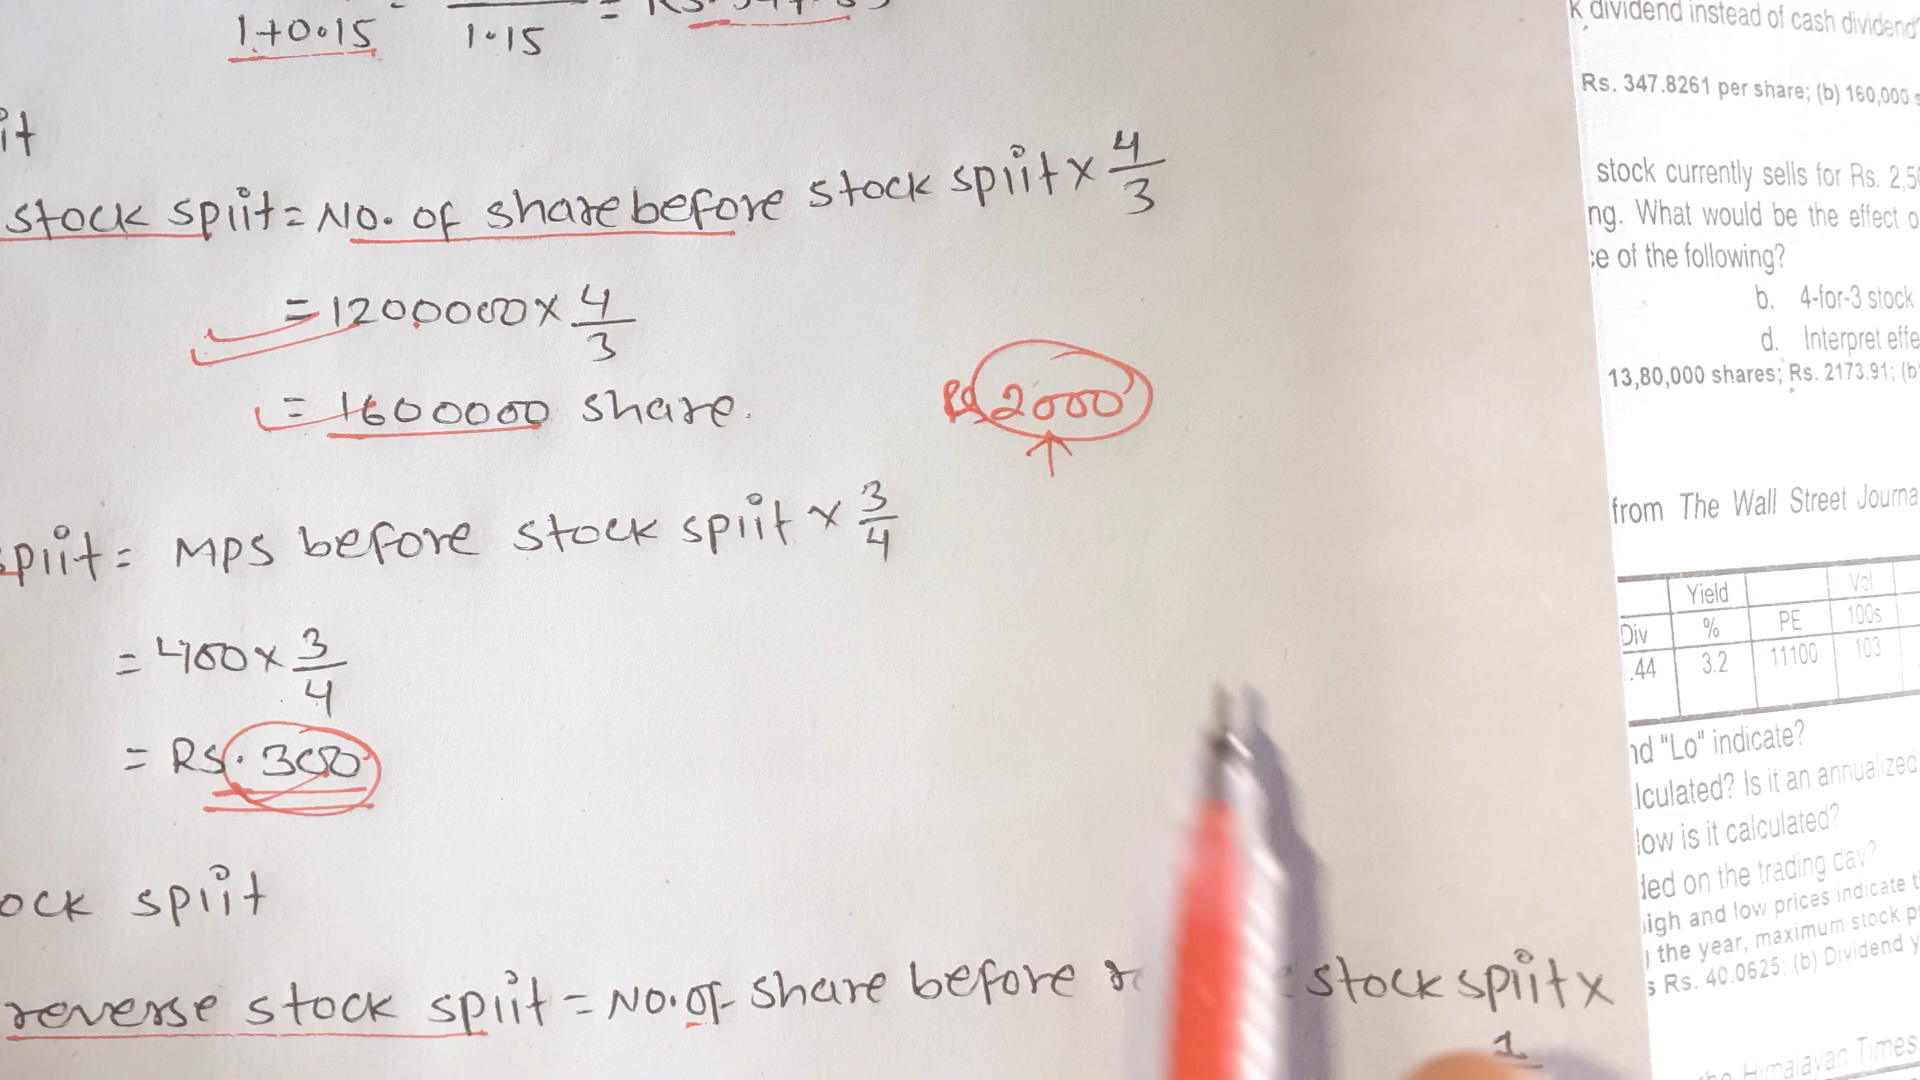 1+0.15 1.15 =
it
stock spiit = No. of share before stock spiit x 4/3
= 1200000 x 4/3
= 1600000 share.
Rs 2000
spiit = MPS before stock spiit x 3/4
= 400 x 3/4
= Rs. 300
ock spiit
reverse stock spiit = No. of share before stock spiit x
1
k dividend instead of cash dividend
Rs. 347.8261 per share; (b) 160,000 s
stock currently sells for Rs. 2,50
ng. What would be the effect o
ce of the following?
b. 4-for-3 stock
d. Interpret effe
13,80,000 shares; Rs. 2173.91; (b)
from The Wall Street Journa
Yield Vol
Div % PE 100s
.44 3.2 11100 103
nd "Lo" indicate?
lculated? Is it an annualized
low is it calculated?
ded on the trading day?
igh and low prices indicate t
the year, maximum stock p
s Rs. 40.0625; (b) Dividend y
the Himalayan Times